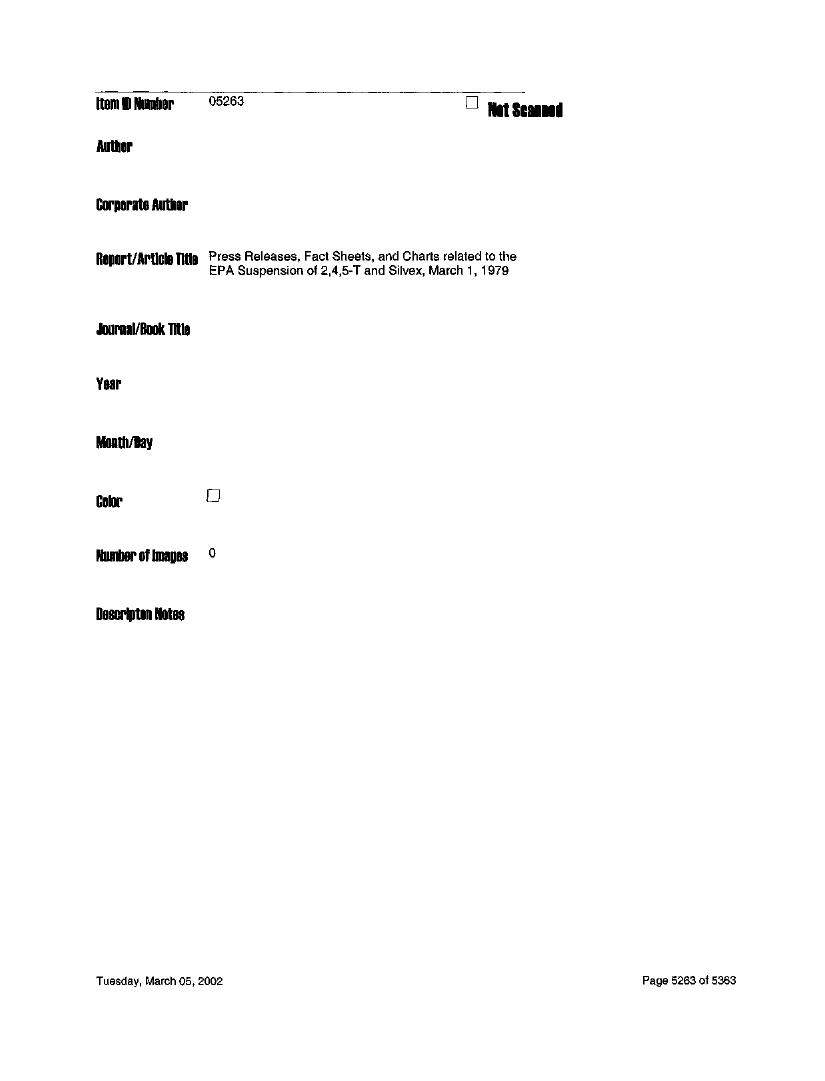 Item ID Number 05263 Not Scanned
Author
Corporate Author
Report/Article Title Press Releases, Fact Sheets, and Charts related to the
EPA Suspension of 2,4,5-T and Silvex, March 1, 1979
Journal/Book Title
Year
Month/Day
Color
Number of Images 0
Descripton Notes
Tuesday, March 05, 2002 Page 5263 of 5363